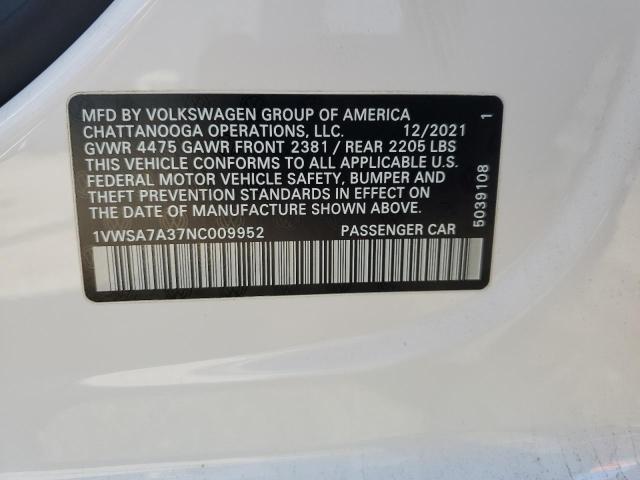 MFD BY VOLKSWAGEN GROUP OF AMERICA
CHATTANOOGA OPERATIONS, LLC. 12/2021
GVWR 4475 GAWR FRONT 2381 / REAR 2205 LBS
THIS VEHICLE CONFORMS TO ALL APPLICABLE U.S.
FEDERAL MOTOR VEHICLE SAFETY, BUMPER AND
THEFT PREVENTION STANDARDS IN EFFECT ON
THE DATE OF MANUFACTURE SHOWN ABOVE.
1VWSA7A37NC009952 PASSENGER CAR
5039108 1